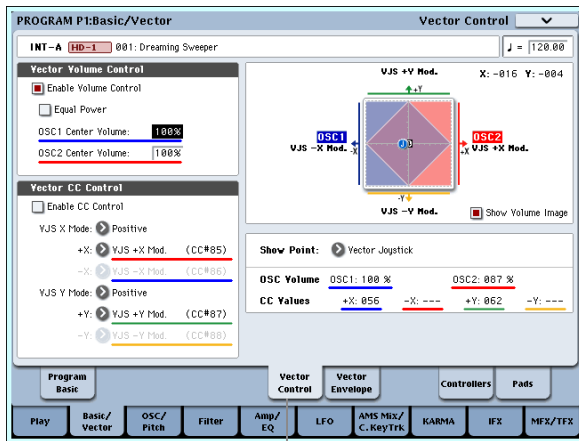 PROGRAM P1:Basic/Vector
Vector Control
INT-A HD-1 001: Dreaming Sweeper
♩ = 120.00
Vector Volume Control
Enable Volume Control
Equal Power
OSC1 Center Volume: 100%
OSC2 Center Volume: 100%
Vector CC Control
Enable CC Control
VJS X Mode: Positive
+X: VJS +X Mod. (CC#85)
-X: VJS -X Mod. (CC#86)
VJS Y Mode: Positive
+Y: VJS +Y Mod. (CC#87)
-Y: VJS -Y Mod. (CC#88)
VJS +Y Mod.
X: -016 Y: -004
+Y
OSC1
VJS -X Mod.
-X
OSC2
+X VJS +X Mod.
-Y
VJS -Y Mod.
Show Volume Image
Show Point: Vector Joystick
OSC Volume OSC1: 100 % OSC2: 087 %
CC Values +X: 056 -X: --- +Y: 062 -Y: ---
Program Basic
Vector Control
Vector Envelope
Controllers
Pads
Play
Basic/ Vector
OSC/ Pitch
Filter
Amp/ EQ
LFO
AMS Mix/ C.KeyTrk
KARMA
IFX
MFX/TFX